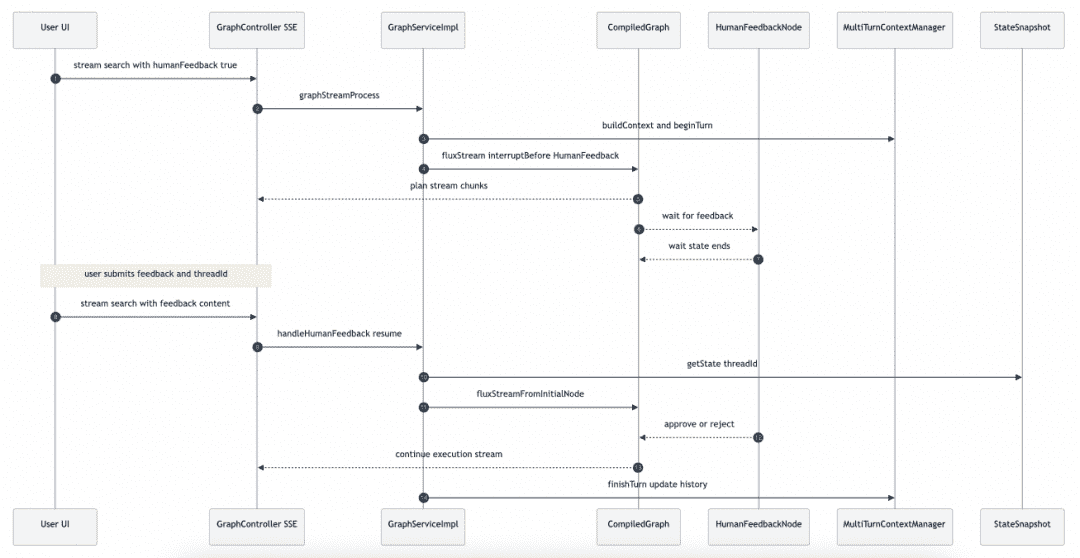 User UI
GraphController SSE
GraphServiceImpl
CompiledGraph
HumanFeedbackNode
MultiTurnContextManager
StateSnapshot
stream search with humanFeedback true
1
graphStreamProcess
2
buildContext and beginTurn
3
fluxStream interruptBefore HumanFeedback
4
plan stream chunks
5
wait for feedback
6
wait state ends
7
user submits feedback and threadId
stream search with feedback content
8
handleHumanFeedback resume
9
getState threadId
10
fluxStreamFromInitialNode
11
approve or reject
12
continue execution stream
13
finishTurn update history
14
User UI
GraphController SSE
GraphServiceImpl
CompiledGraph
HumanFeedbackNode
MultiTurnContextManager
StateSnapshot